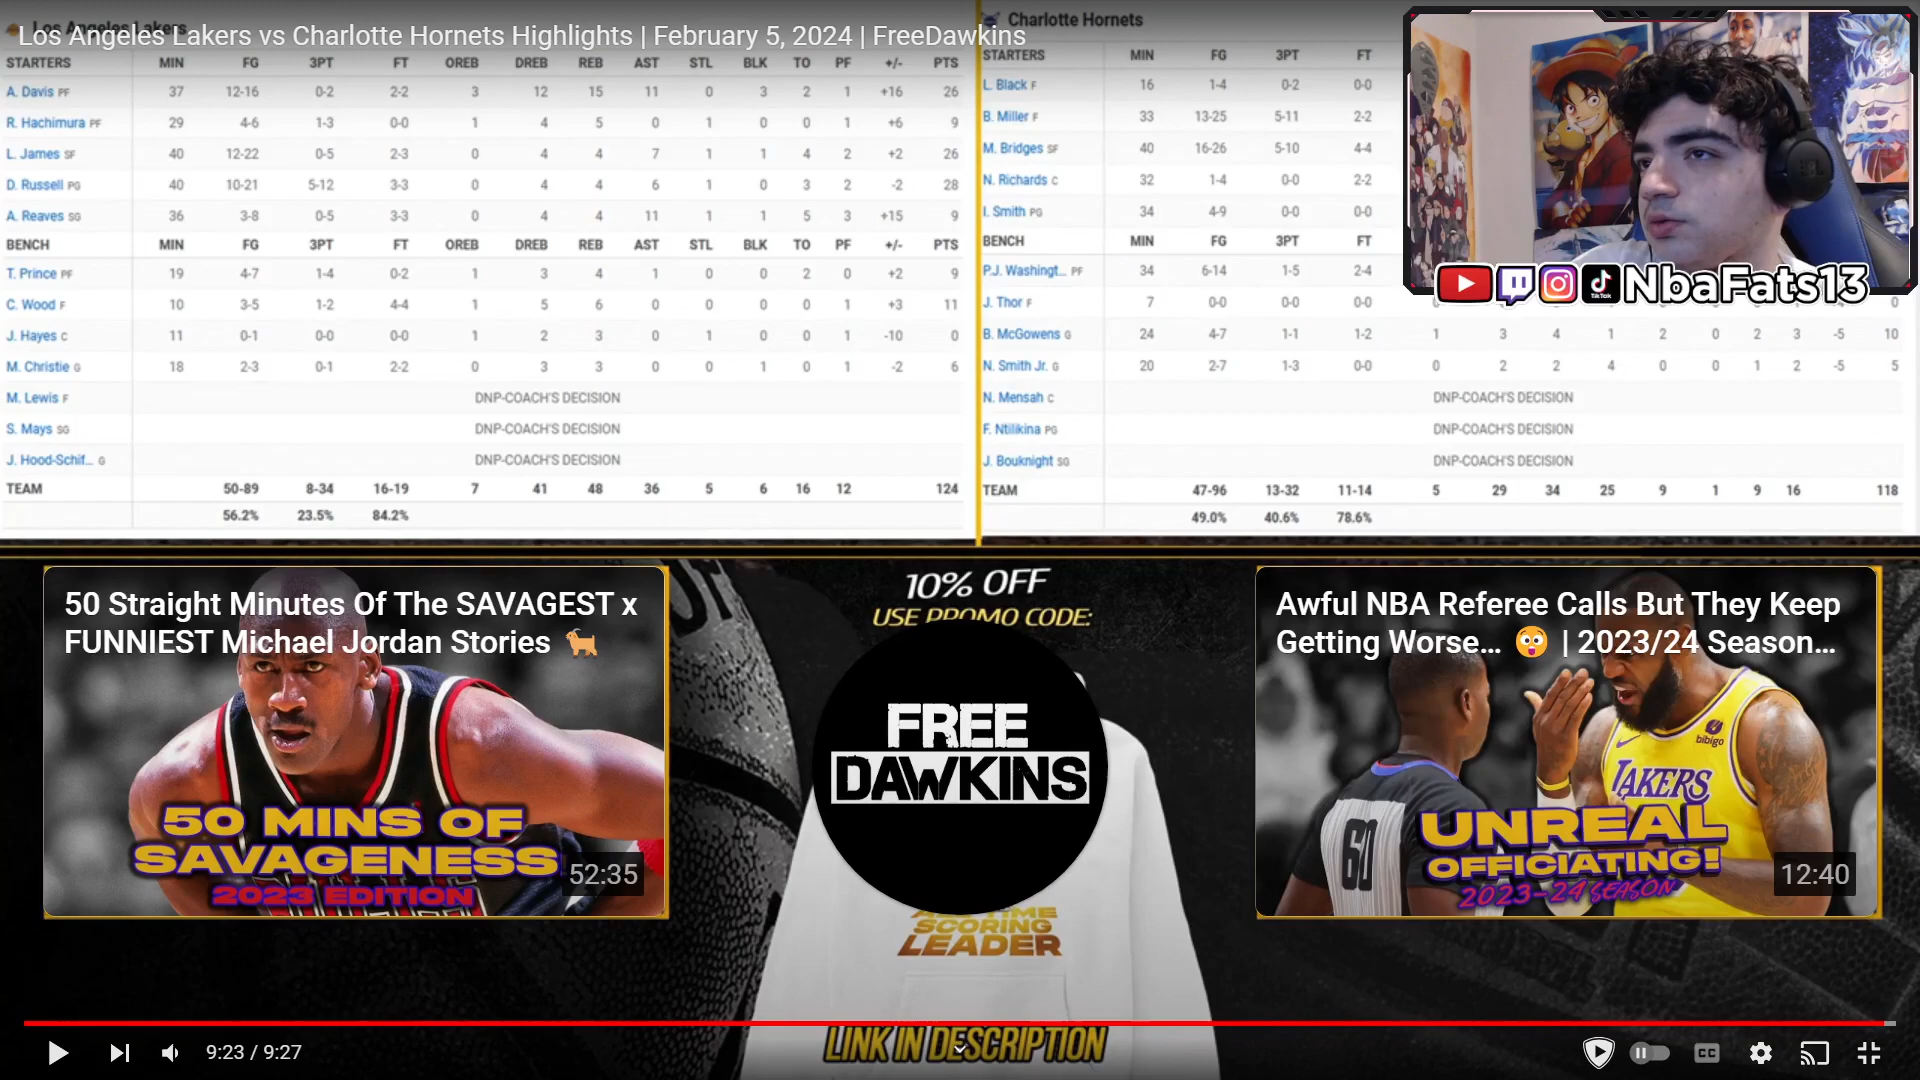 Los Angeles Lakers
Los Angeles Lakers vs Charlotte Hornets Highlights | February 5, 2024 | FreeDawkins
STARTERS MIN FG 3PT FT OREB DREB REB AST STL BLK TO PF +/- PTS
A. Davis PF 37 12-16 0-2 2-2 3 12 15 11 0 3 2 1 +16 26
R. Hachimura PF 29 4-6 1-3 0-0 1 4 5 0 1 0 0 1 +6 9
L. James SF 40 12-22 0-5 2-3 0 4 4 7 1 1 4 2 +2 26
D. Russell PG 40 10-21 5-12 3-3 0 4 4 6 1 0 3 2 -2 28
A. Reaves SG 36 3-8 0-5 3-3 0 4 4 11 1 1 5 3 +15 9
BENCH MIN FG 3PT FT OREB DREB REB AST STL BLK TO PF +/- PTS
T. Prince PF 19 4-7 1-4 0-2 1 3 4 1 0 0 2 0 +2 9
C. Wood F 10 3-5 1-2 4-4 1 5 6 0 0 0 0 1 +3 11
J. Hayes C 11 0-1 0-0 0-0 1 2 3 0 1 0 0 1 -10 0
M. Christie G 18 2-3 0-1 2-2 0 3 3 0 0 1 0 1 -2 6
M. Lewis F DNP-COACH'S DECISION
S. Mays SG DNP-COACH'S DECISION
J. Hood-Schif... G DNP-COACH'S DECISION
TEAM 50-89 8-34 16-19 7 41 48 36 5 6 16 12 124
56.2% 23.5% 84.2%
Charlotte Hornets
STARTERS MIN FG 3PT FT
L. Black F 16 1-4 0-2 0-0
B. Miller F 33 13-25 5-11 2-2
M. Bridges SF 40 16-26 5-10 4-4
N. Richards C 32 1-4 0-0 2-2
I. Smith PG 34 4-9 0-0 0-0
BENCH MIN FG 3PT FT
P.J. Washingt... PF 34 6-14 1-5 2-4
J. Thor F 7 0-0 0-0 0-0 0
B. McGowens G 24 4-7 1-1 1-2 1 3 4 1 2 0 2 3 -5 10
N. Smith Jr. G 20 2-7 1-3 0-0 0 2 2 4 0 0 1 2 -5 5
N. Mensah C DNP-COACH'S DECISION
F. Ntilikina PG DNP-COACH'S DECISION
J. Bouknight SG DNP-COACH'S DECISION
TEAM 47-96 13-32 11-14 5 29 34 25 9 1 9 16 118
49.0% 40.6% 78.6%
TikTok
NbaFats13
50 Straight Minutes Of The SAVAGEST x
FUNNIEST Michael Jordan Stories
50 MINS OF
SAVAGENESS
2023 EDITION
52:35
10% OFF
USE PROMO CODE:
FREE
DAWKINS
ALL TIME
SCORING
LEADER
LINK IN DESCRIPTION
Awful NBA Referee Calls But They Keep
Getting Worse... 😲 | 2023/24 Season...
bibigo
LAKERS
60
UNREAL
OFFICIATING!
2023-24 SEASON
12:40
9:23 / 9:27
CC